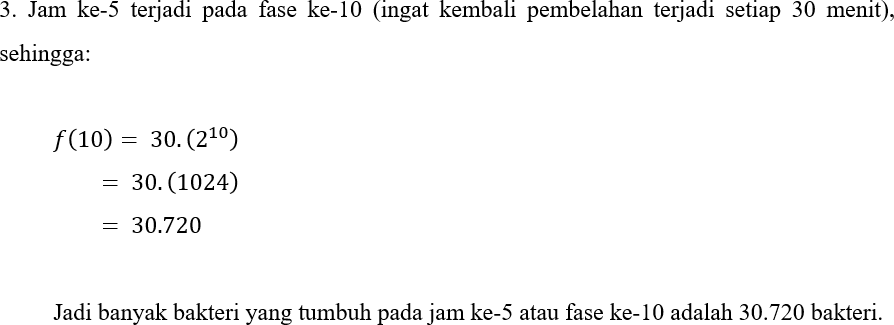 3. Jam ke-5 terjadi pada fase ke-10 (ingat kembali pembelahan terjadi setiap 30 menit),
sehingga:
f(10) = 30.(2¹⁰)
= 30.(1024)
= 30.720
Jadi banyak bakteri yang tumbuh pada jam ke-5 atau fase ke-10 adalah 30.720 bakteri.